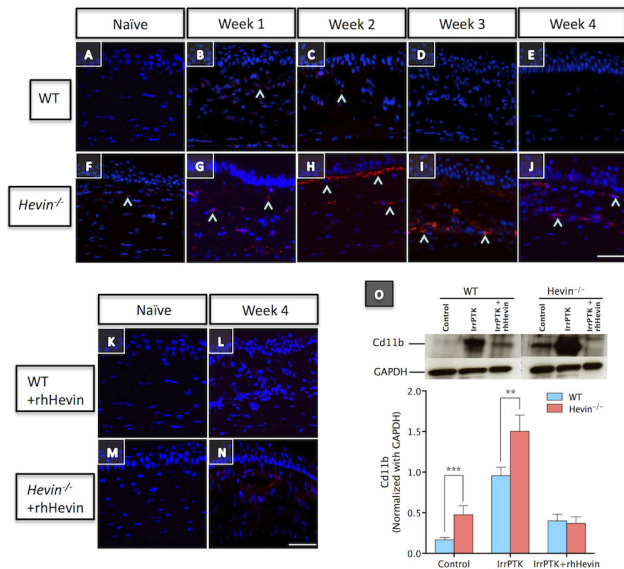 Naïve Week 1 Week 2 Week 3 Week 4
A B C D E
WT
F G H I J
Hevin-/-
Naïve Week 4
K L
WT
+rhHevin
M N
Hevin-/-
+rhHevin
O
WT Hevin−/−
Control IrrPTK IrrPTK + rhHevin Control IrrPTK IrrPTK + rhHevin
Cd11b
GAPDH
WT
Hevin−/−
Cd11b
(Normalized with GAPDH)
2.0
1.5
1.0
0.5
0.0
***
**
Control IrrPTK IrrPTK+rhHevin